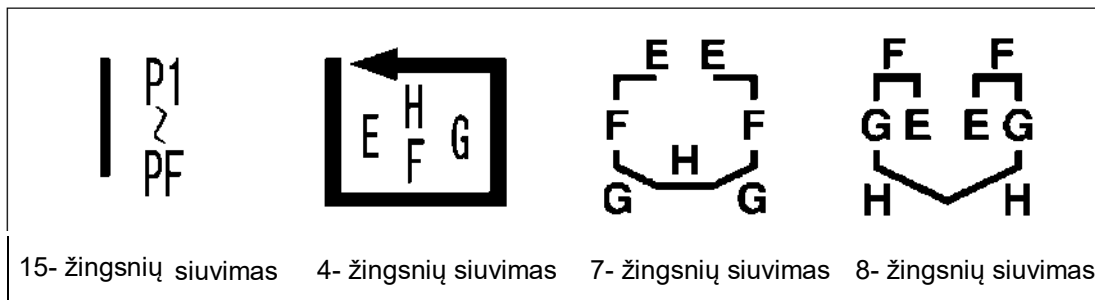 P1
~
PF
E H F G
E E
F F
H
G G
F F
G E E G
H H
15- žingsnių siuvimas 4- žingsnių siuvimas 7- žingsnių siuvimas 8- žingsnių siuvimas